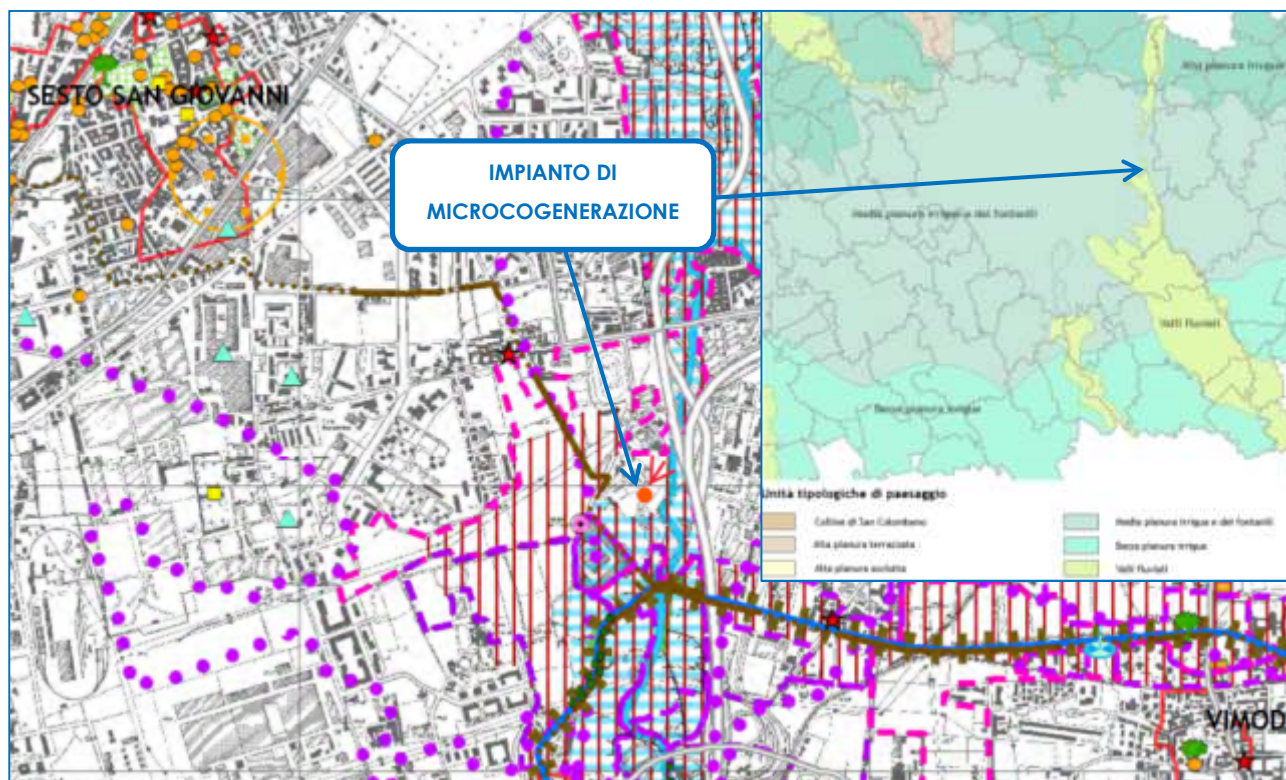 SESTO SAN GIOVANNI
IMPIANTO DI
MICROCOGENERAZIONE
Alta pianura irrigua
Media pianura irrigua e dei fontanili
Valli fluviali
Bassa pianura irrigua
Unità tipologiche di paesaggio
Colline di San Colombano
Alta pianura terrazzata
Alta pianura asciutta
Media pianura irrigua e dei fontanili
Bassa pianura irrigua
Valli fluviali
VIMOD